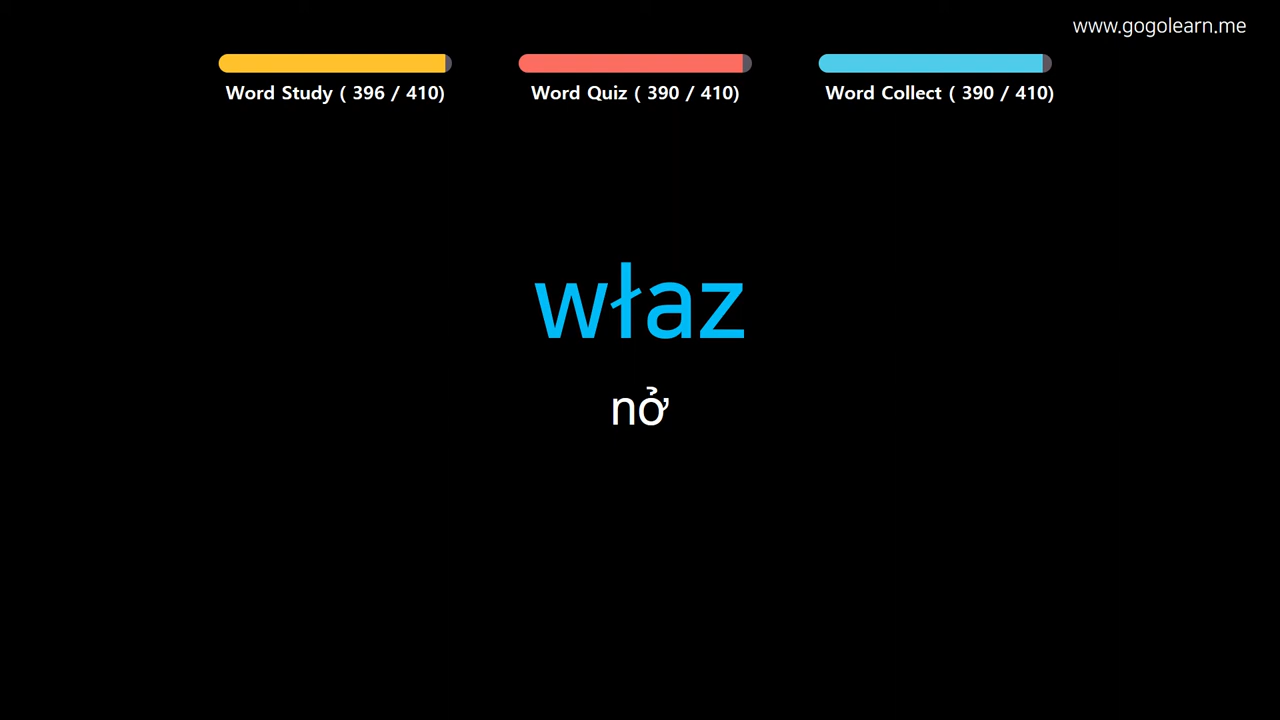 www.gogolearn.me
Word Study ( 396 / 410)
Word Quiz ( 390 / 410)
Word Collect ( 390 / 410)
właz
nở